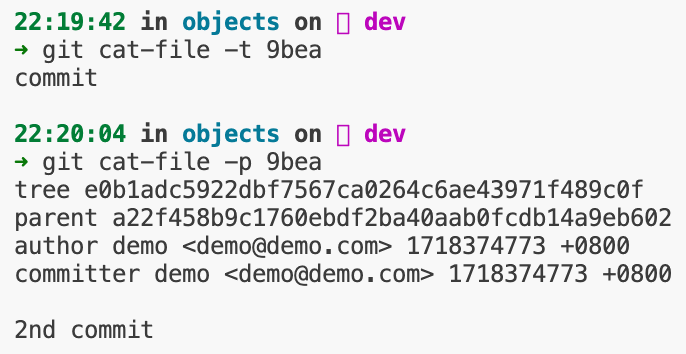 22:19:42 in objects on dev
➜ git cat-file -t 9bea
commit
22:20:04 in objects on dev
➜ git cat-file -p 9bea
tree e0b1adc5922dbf7567ca0264c6ae43971f489c0f
parent a22f458b9c1760ebdf2ba40aab0fcdb14a9eb602
author demo <demo@demo.com> 1718374773 +0800
committer demo <demo@demo.com> 1718374773 +0800
2nd commit